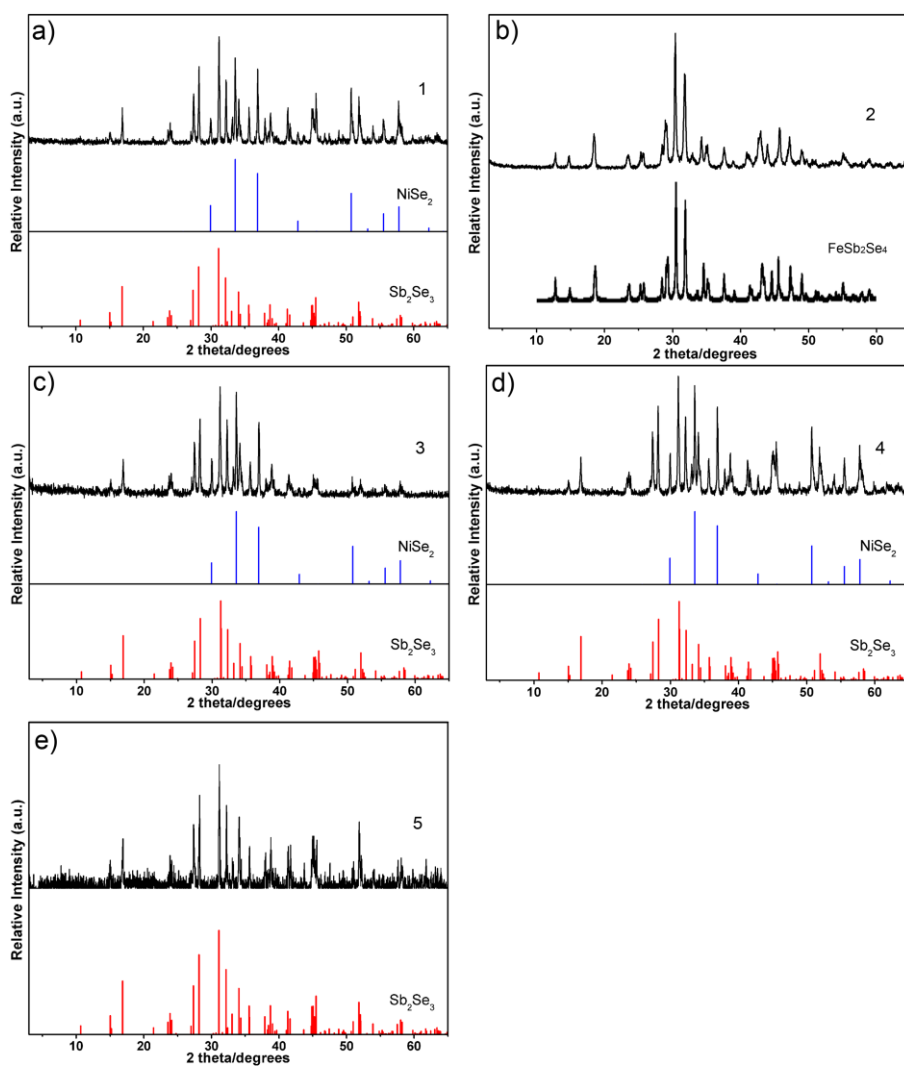 a)
1
NiSe₂
Sb₂Se₃
Relative Intensity (a.u.)
10 20 30 40 50 60
2 theta/degrees
b)
2
FeSb₂Se₄
Relative Intensity (a.u.)
10 20 30 40 50 60
2 theta/degrees
c)
3
NiSe₂
Sb₂Se₃
Relative Intensity (a.u.)
10 20 30 40 50 60
2 theta/degrees
d)
4
NiSe₂
Sb₂Se₃
Relative Intensity (a.u.)
10 20 30 40 50 60
2 theta/degrees
e)
5
Sb₂Se₃
Relative Intensity (a.u.)
10 20 30 40 50 60
2 theta/degrees